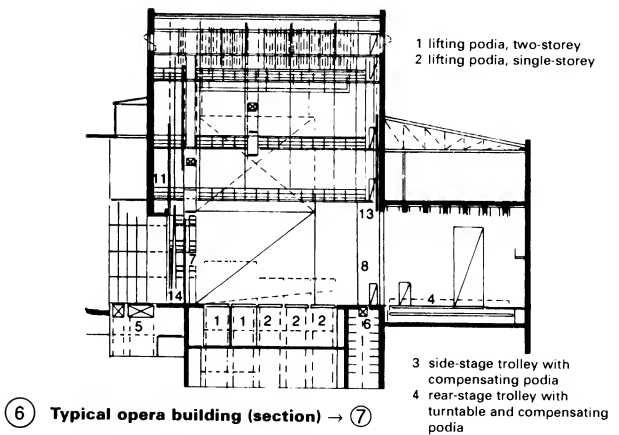 1 lifting podia, two-storey
2 lifting podia, single-storey
11
13
7
8
14
4
1 1 2 2 2
5
6
3 side-stage trolley with
compensating podia
4 rear-stage trolley with
turntable and compensating
podia
6 Typical opera building (section) → 7